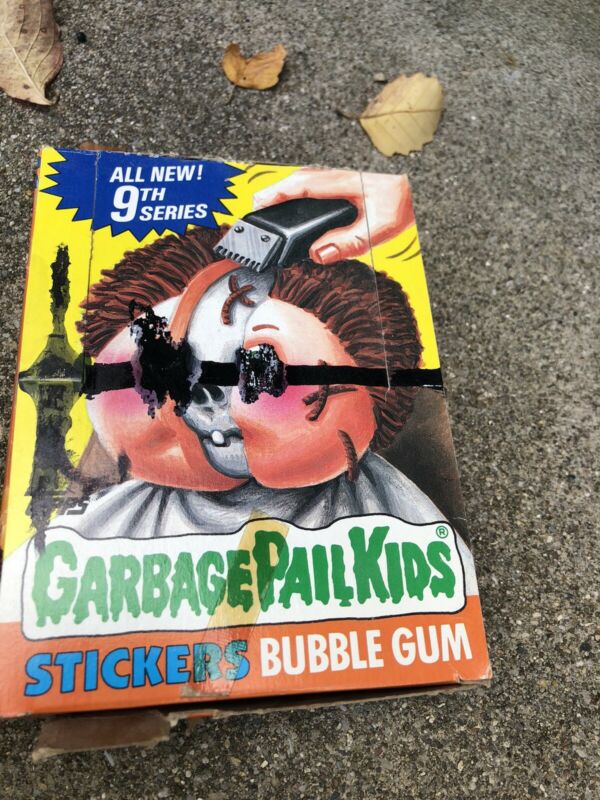 ALL NEW!
9TH
SERIES
GARBAGE PAIL KIDS®
STICKERS BUBBLE GUM